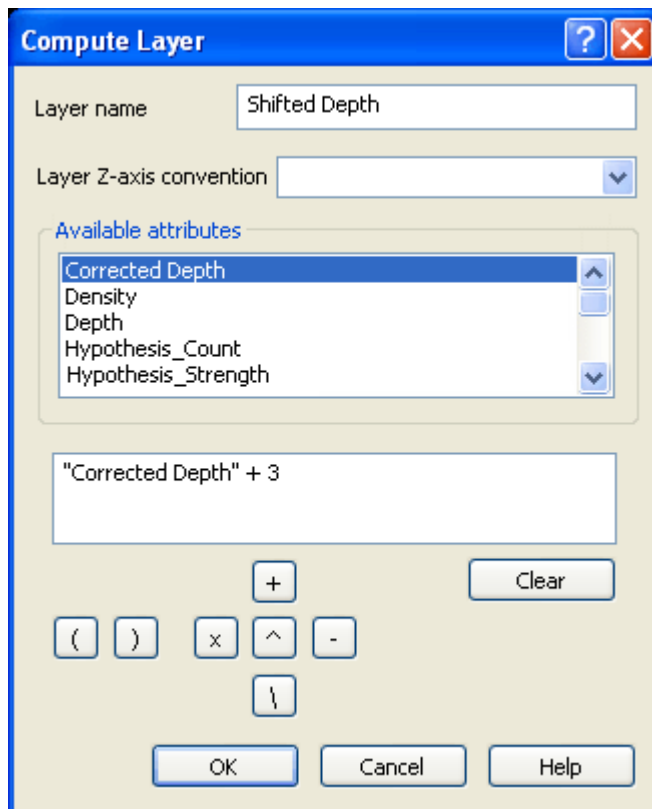 Compute Layer ?
Layer name Shifted Depth
Layer Z-axis convention
Available attributes
Corrected Depth
Density
Depth
Hypothesis_Count
Hypothesis_Strength
"Corrected Depth" + 3
+ Clear
( ) x ^ -
\
OK Cancel Help